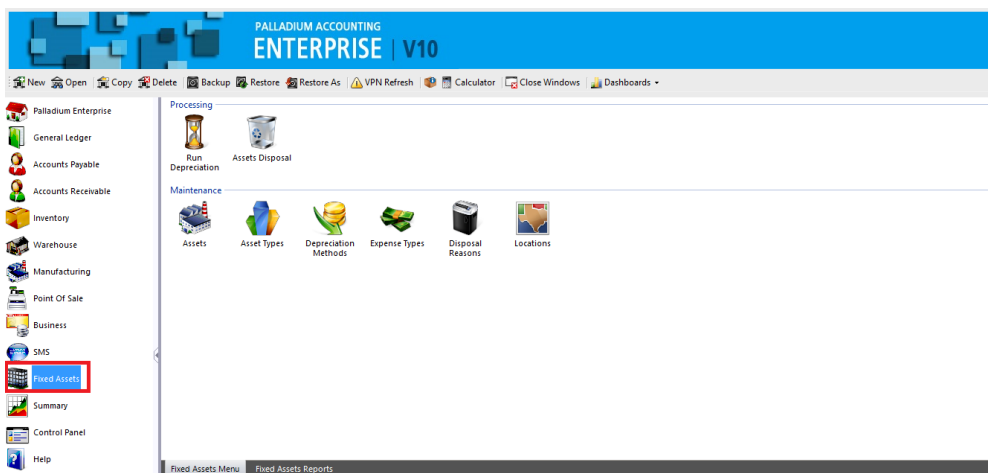 PALLADIUM ACCOUNTING
ENTERPRISE | V10
New Open Copy Delete Backup Restore Restore As VPN Refresh Calculator Close Windows Dashboards
Palladium Enterprise
General Ledger
Accounts Payable
Accounts Receivable
Inventory
Warehouse
Manufacturing
Point Of Sale
Business
SMS
Fixed Assets
Summary
Control Panel
Help
Processing
Run
Depreciation
Assets Disposal
Maintenance
Assets
Asset Types
Depreciation
Methods
Expense Types
Disposal
Reasons
Locations
Fixed Assets Menu Fixed Assets Reports